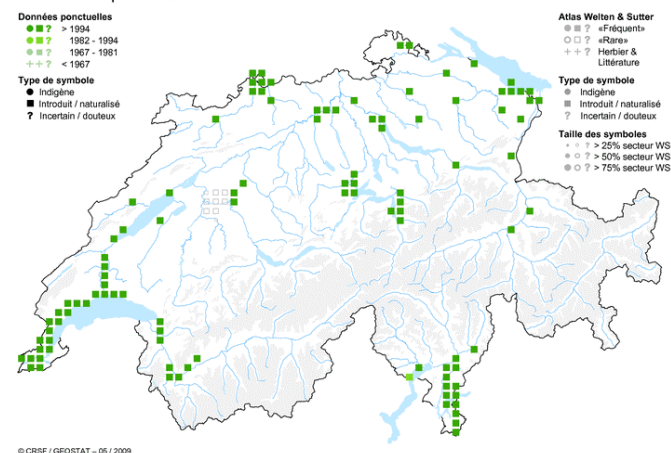 Données ponctuelles
? > 1994
? 1982 - 1994
? 1967 - 1981
++? < 1967
Type de symbole
Indigène
Introduit / naturalisé
? Incertain / douteux
Atlas Welten & Sutter
? «Fréquent»
? «Rare»
++? Herbier &
Littérature
Type de symbole
Indigène
Introduit / naturalisé
? Incertain / douteux
Taille des symboles
? > 25% secteur WS
? > 50% secteur WS
? > 75% secteur WS
© CRSF / GEOSTAT – 05 / 2009